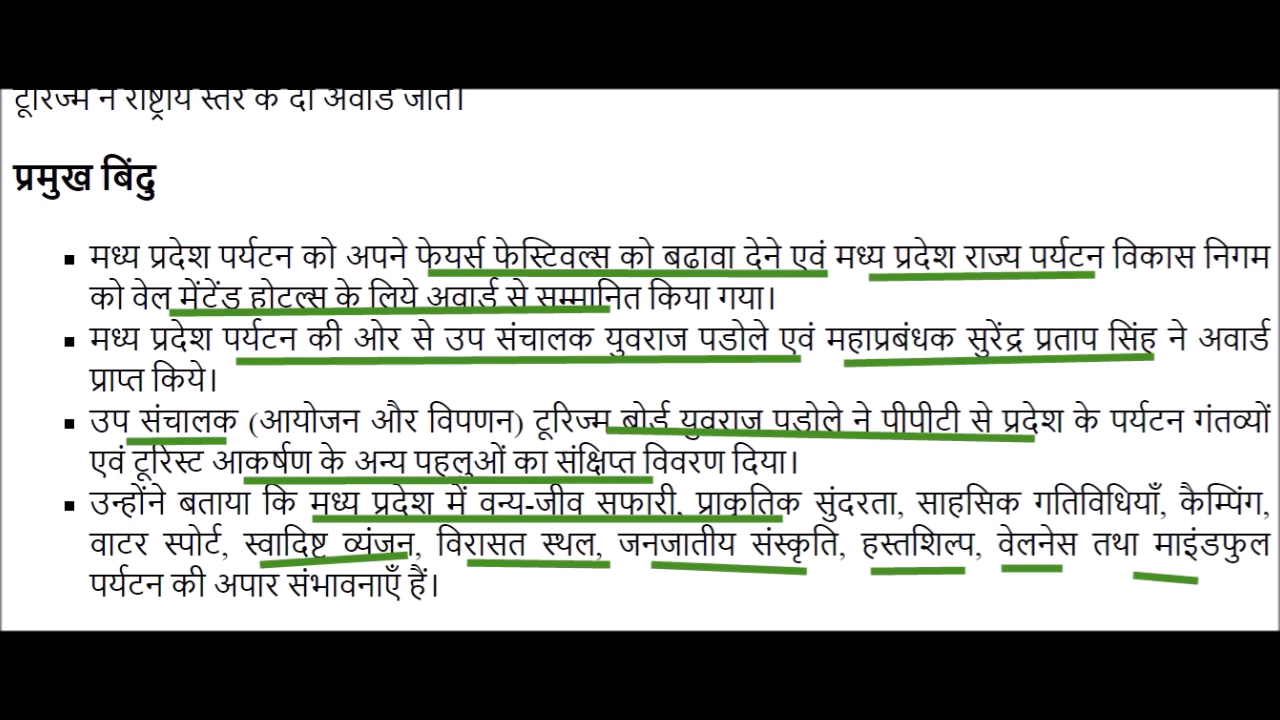 टूरिज्म ने राष्ट्रीय स्तर के दो अवार्ड जीते।
प्रमुख बिंदु
मध्य प्रदेश पर्यटन को अपने फेयर्स फेस्टिवल्स को बढावा देने एवं मध्य प्रदेश राज्य पर्यटन विकास निगम
को वेल मेंटेंड होटल्स के लिये अवार्ड से सम्मानित किया गया।
मध्य प्रदेश पर्यटन की ओर से उप संचालक युवराज पडोले एवं महाप्रबंधक सुरेंद्र प्रताप सिंह ने अवार्ड
प्राप्त किये।
उप संचालक (आयोजन और विपणन) टूरिज्म बोर्ड युवराज पडोले ने पीपीटी से प्रदेश के पर्यटन गंतव्यों
एवं टूरिस्ट आकर्षण के अन्य पहलुओं का संक्षिप्त विवरण दिया।
उन्होंने बताया कि मध्य प्रदेश में वन्य-जीव सफारी, प्राकृतिक सुंदरता, साहसिक गतिविधियाँ, कैम्पिंग,
वाटर स्पोर्ट, स्वादिष्ट व्यंजन, विरासत स्थल, जनजातीय संस्कृति, हस्तशिल्प, वेलनेस तथा माइंडफुल
पर्यटन की अपार संभावनाएँ हैं।